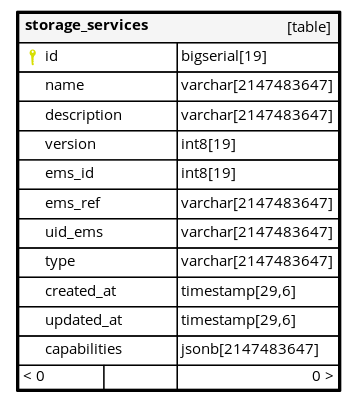 storage_services [table]
id bigserial[19]
name varchar[2147483647]
description varchar[2147483647]
version int8[19]
ems_id int8[19]
ems_ref varchar[2147483647]
uid_ems varchar[2147483647]
type varchar[2147483647]
created_at timestamp[29,6]
updated_at timestamp[29,6]
capabilities jsonb[2147483647]
< 0 0 >